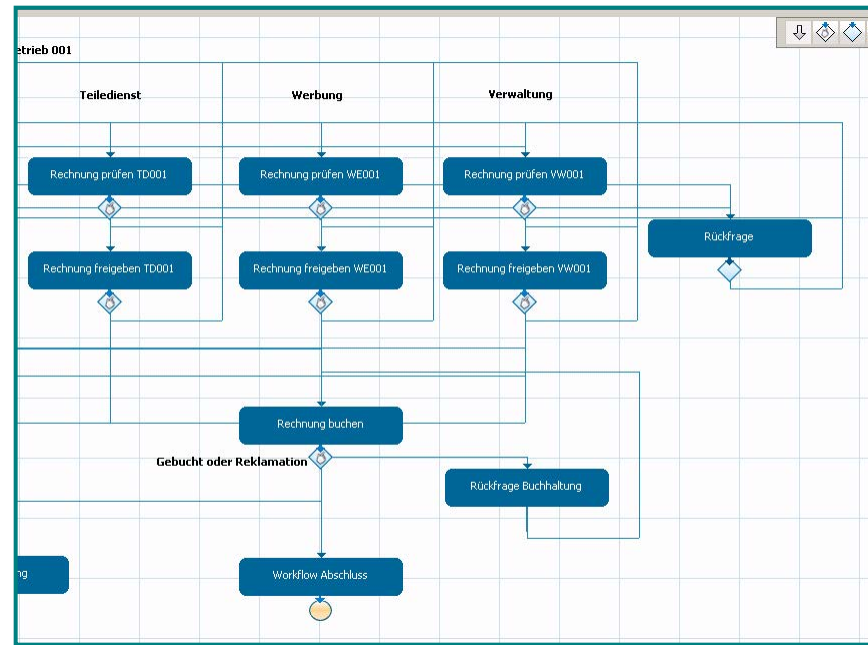 etrieb 001
Teiledienst Werbung Verwaltung
Rechnung prüfen TD001 Rechnung prüfen WE001 Rechnung prüfen VW001
Rückfrage
Rechnung freigeben TD001 Rechnung freigeben WE001 Rechnung freigeben VW001
Rechnung buchen
Gebucht oder Reklamation
Rückfrage Buchhaltung
ng Workflow Abschluss